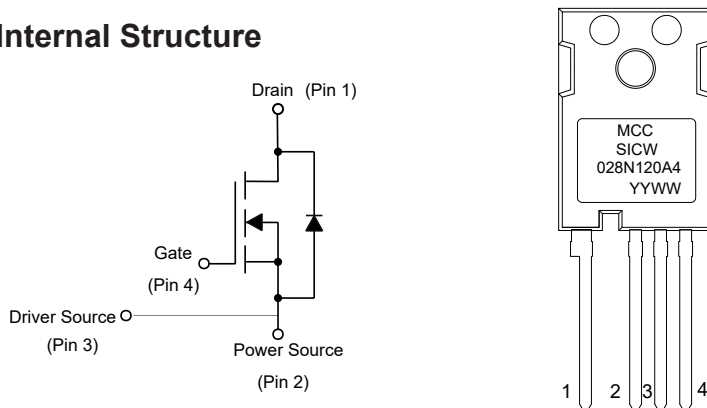 Internal Structure
Drain (Pin 1)
Gate
(Pin 4)
Driver Source
(Pin 3)
Power Source
(Pin 2)
MCC
SICW
028N120A4
YYWW
1 2 3 4